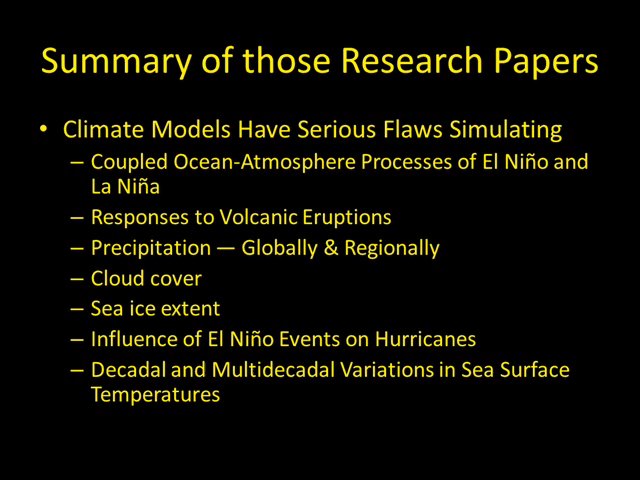 Summary of those Research Papers
• Climate Models Have Serious Flaws Simulating
– Coupled Ocean-Atmosphere Processes of El Niño and
La Niña
– Responses to Volcanic Eruptions
– Precipitation — Globally & Regionally
– Cloud cover
– Sea ice extent
– Influence of El Niño Events on Hurricanes
– Decadal and Multidecadal Variations in Sea Surface
Temperatures